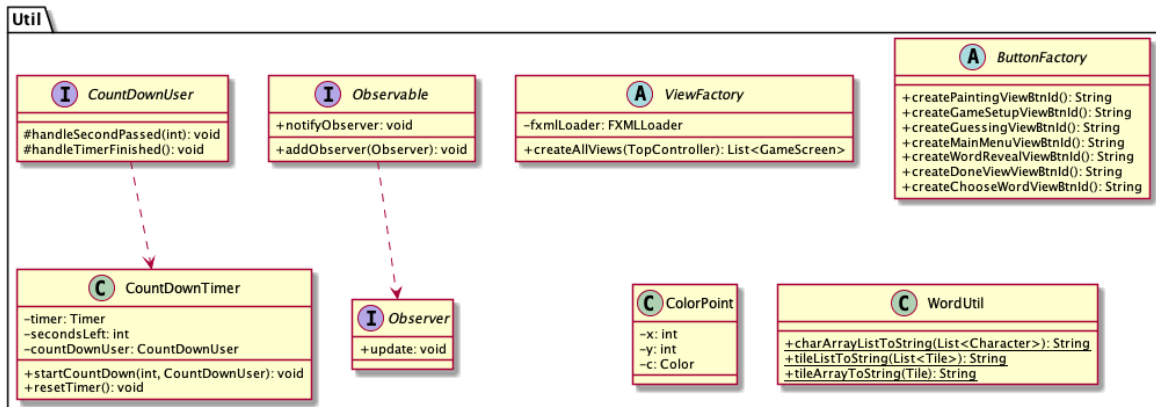 Util
I CountDownUser
#handleSecondPassed(int): void
#handleTimerFinished(): void
I Observable
+notifyObserver: void
+addObserver(Observer): void
A ViewFactory
-fxmlLoader: FXMLLoader
+createAllViews(TopController): List<GameScreen>
A ButtonFactory
+createPaintingViewBtnId(): String
+createGameSetupViewBtnId(): String
+createGuessingViewBtnId(): String
+createMainMenuViewBtnId(): String
+createWordRevealViewBtnId(): String
+createDoneViewViewBtnId(): String
+createChooseWordViewBtnId(): String
C CountDownTimer
-timer: Timer
-secondsLeft: int
-countDownUser: CountDownUser
+startCountDown(int, CountDownUser): void
+resetTimer(): void
I Observer
+update: void
C ColorPoint
-x: int
-y: int
-c: Color
C WordUtil
+charArrayListToString(List<Character>): String
+tileListToString(List<Tile>): String
+tileArrayToString(Tile): String